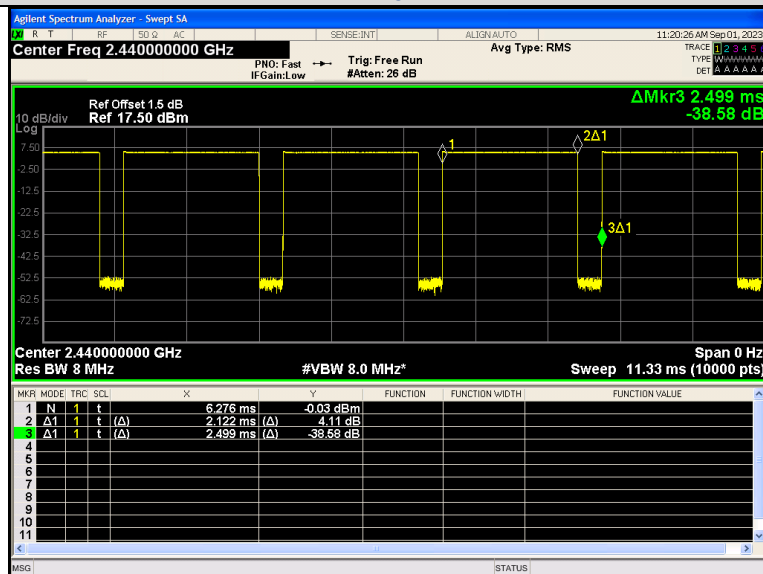 Agilent Spectrum Analyzer - Swept SA
LXI R T RF 50 Ω AC SENSE:INT ALIGN AUTO 11:20:26 AM Sep 01, 2023
Center Freq 2.440000000 GHz Avg Type: RMS TRACE 1 2 3 4 5
PNO: Fast Trig: Free Run TYPE W
IFGain:Low #Atten: 26 dB DET A A A A A
ΔMkr3 2.499 ms
Ref Offset 1.5 dB
10 dB/div Ref 17.50 dBm -38.58 dB
Log
7.50
-2.50
-12.5
-22.5
-32.5
-42.5
-52.5
-62.5
-72.5
1
2Δ1
3Δ1
Center 2.440000000 GHz Span 0 Hz
Res BW 8 MHz #VBW 8.0 MHz* Sweep 11.33 ms (10000 pts)
MKR MODE TRC SCL X Y FUNCTION FUNCTION WIDTH FUNCTION VALUE
1 N 1 t 6.276 ms -0.03 dBm
2 Δ1 1 t (Δ) 2.122 ms (Δ) 4.11 dB
3 Δ1 1 t (Δ) 2.499 ms (Δ) -38.58 dB
4
5
6
7
8
9
10
11
MSG STATUS